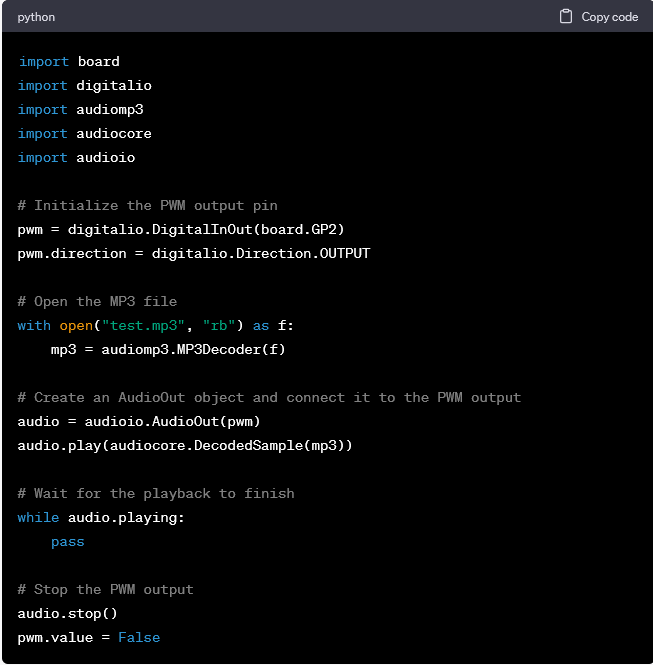 python
Copy code
import board
import digitalio
import audiomp3
import audiocore
import audioio
# Initialize the PWM output pin
pwm = digitalio.DigitalInOut(board.GP2)
pwm.direction = digitalio.Direction.OUTPUT
# Open the MP3 file
with open("test.mp3", "rb") as f:
    mp3 = audiomp3.MP3Decoder(f)
# Create an AudioOut object and connect it to the PWM output
audio = audioio.AudioOut(pwm)
audio.play(audiocore.DecodedSample(mp3))
# Wait for the playback to finish
while audio.playing:
    pass
# Stop the PWM output
audio.stop()
pwm.value = False